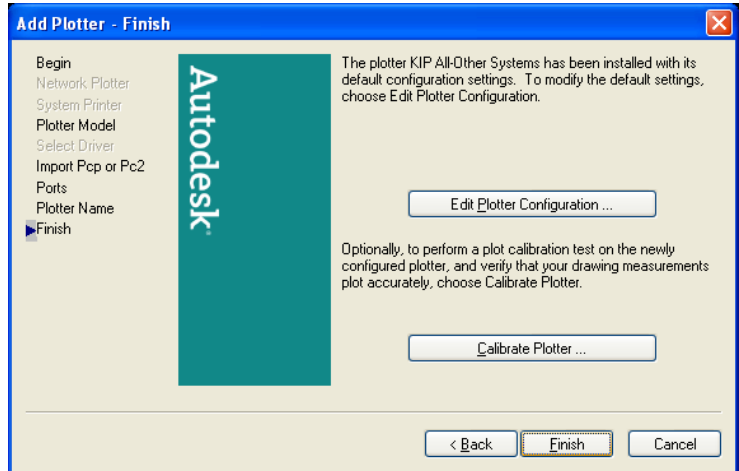 Add Plotter - Finish
Begin
Network Plotter
System Printer
Plotter Model
Select Driver
Import Pcp or Pc2
Ports
Plotter Name
Finish
Autodesk
The plotter KIP All-Other Systems has been installed with its
default configuration settings. To modify the default settings,
choose Edit Plotter Configuration.
Edit Plotter Configuration ...
Optionally, to perform a plot calibration test on the newly
configured plotter, and verify that your drawing measurements
plot accurately, choose Calibrate Plotter.
Calibrate Plotter ...
< Back
Finish
Cancel